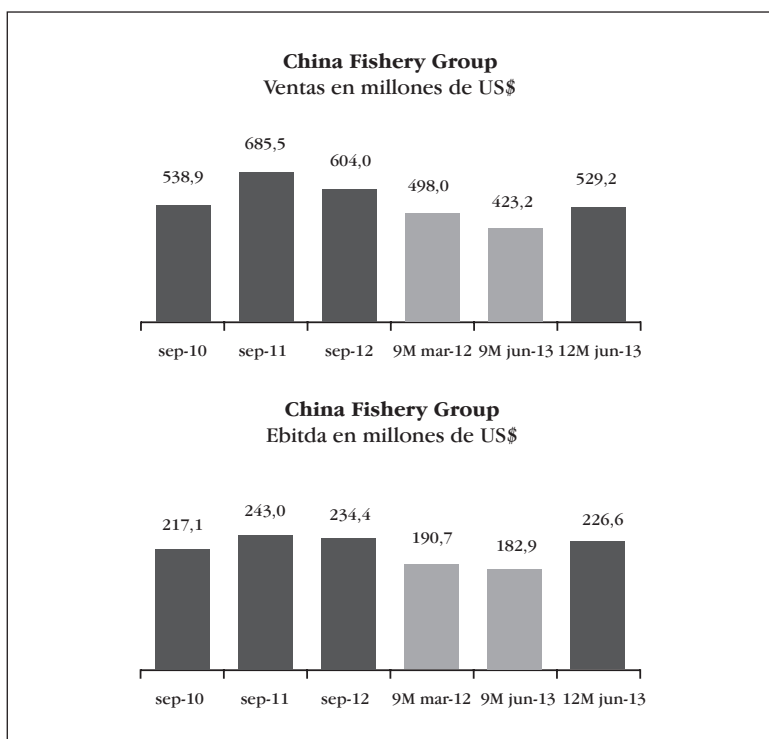 China Fishery Group
Ventas en millones de US$
538,9 685,5 604,0 498,0 423,2 529,2
sep-10 sep-11 sep-12 9M mar-12 9M jun-13 12M jun-13
China Fishery Group
Ebitda en millones de US$
217,1 243,0 234,4 190,7 182,9 226,6
sep-10 sep-11 sep-12 9M mar-12 9M jun-13 12M jun-13